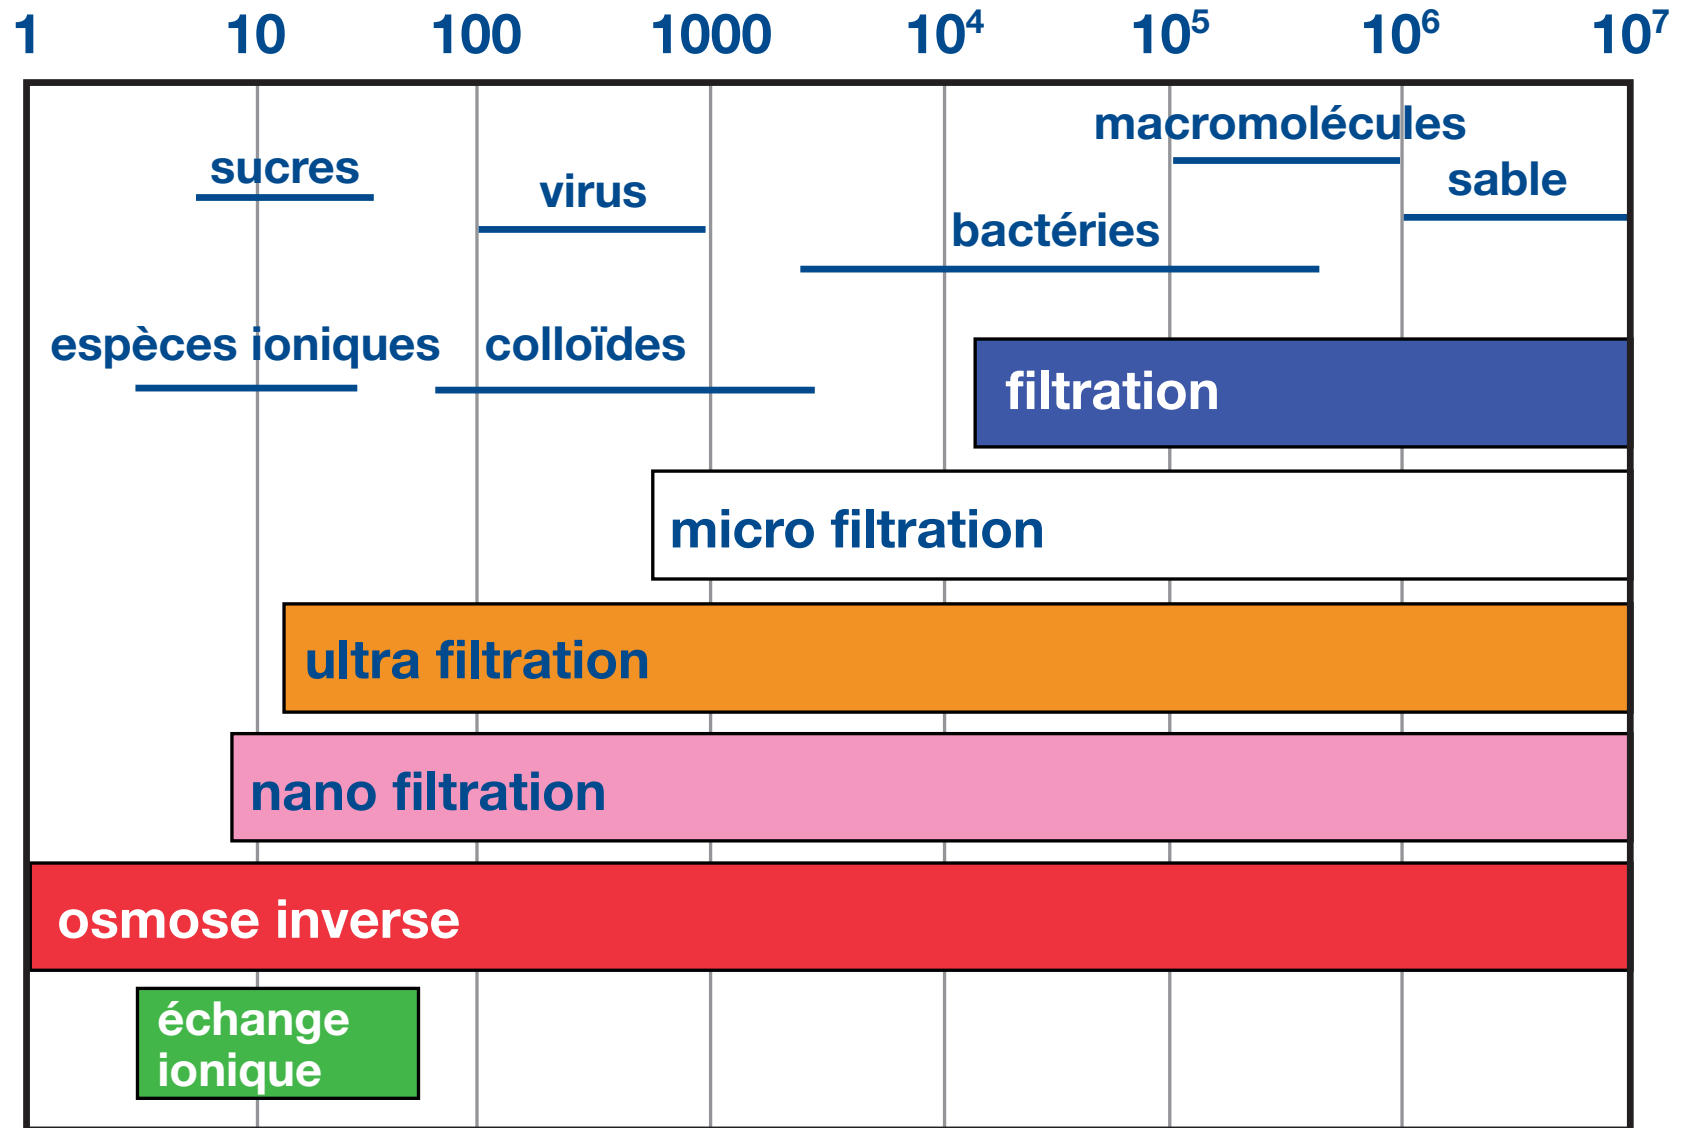 1 10 100 1000 10⁴ 10⁵ 10⁶ 10⁷
macromolécules
sucres
virus
sable
bactéries
espèces ioniques
colloïdes
filtration
micro filtration
ultra filtration
nano filtration
osmose inverse
échange
ionique